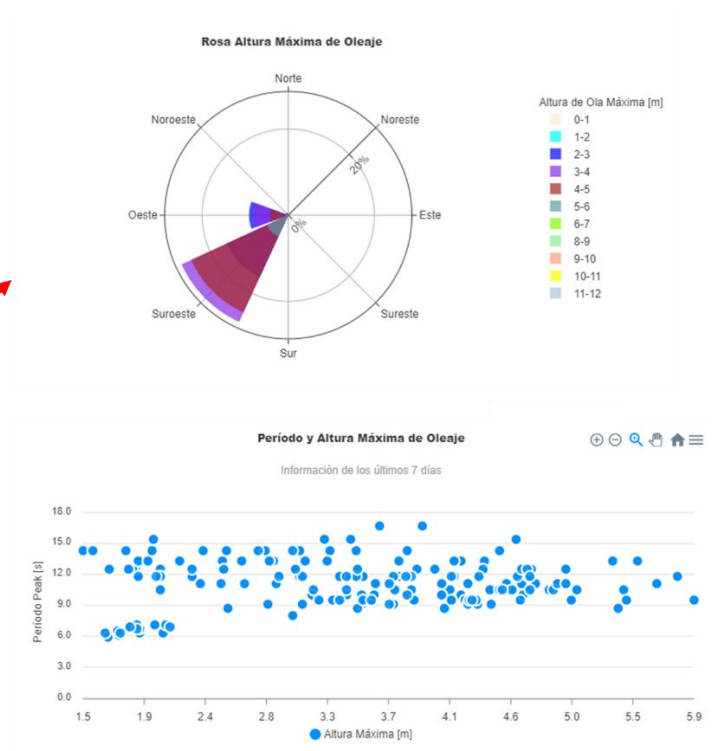 Rosa Altura Máxima de Oleaje
Norte
Noroeste
Noreste
20%
Altura de Ola Máxima [m]
0-1
1-2
2-3
3-4
4-5
5-6
6-7
8-9
9-10
10-11
11-12
Oeste
0%
Este
Suroeste
Sureste
Sur
Período y Altura Máxima de Oleaje
Información de los últimos 7 días
Período Peak [s]
18.0
15.0
12.0
9.0
6.0
3.0
0.0
1.5 1.9 2.4 2.8 3.3 3.7 4.1 4.6 5.0 5.5 5.9
Altura Máxima [m]